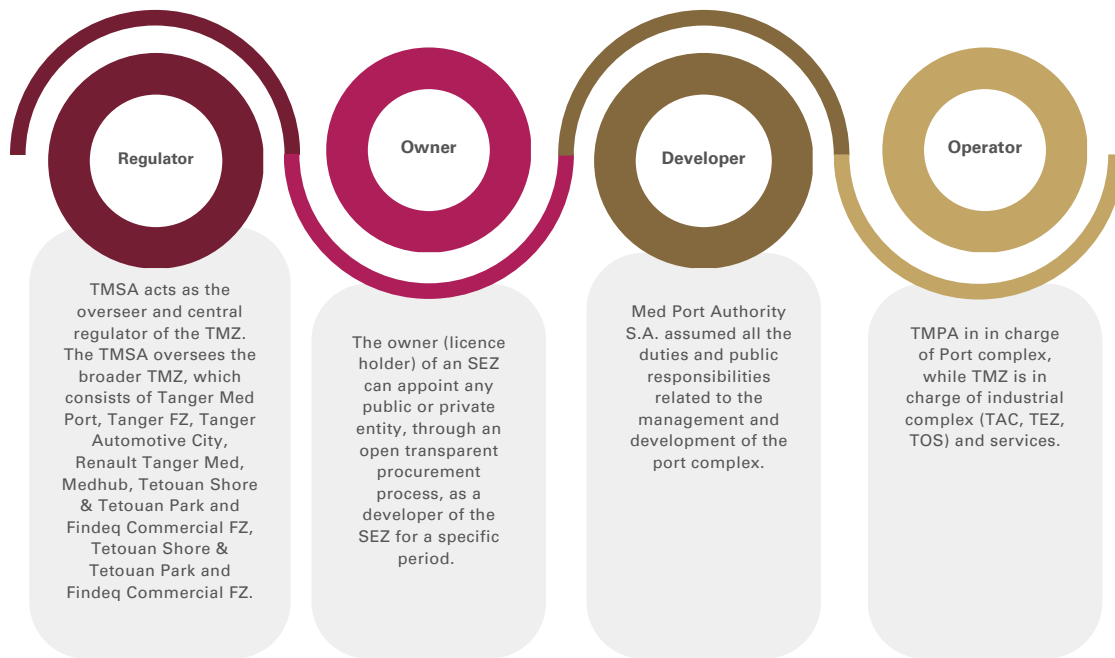 Regulator
TMSA acts as the
overseer and central
regulator of the TMZ.
The TMSA oversees the
broader TMZ, which
consists of Tanger Med
Port, Tanger FZ, Tanger
Automotive City,
Renault Tanger Med,
Medhub, Tetouan Shore
& Tetouan Park and
Findeq Commercial FZ,
Tetouan Shore &
Tetouan Park and
Findeq Commercial FZ.
Owner
The owner (licence
holder) of an SEZ
can appoint any
public or private
entity, through an
open transparent
procurement
process, as a
developer of the
SEZ for a specific
period.
Developer
Med Port Authority
S.A. assumed all the
duties and public
responsibilities
related to the
management and
development of the
port complex.
Operator
TMPA in in charge
of Port complex,
while TMZ is in
charge of industrial
complex (TAC, TEZ,
TOS) and services.